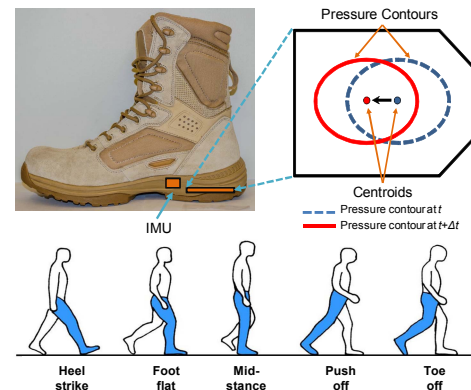 Pressure Contours
Centroids
Pressure contour at t
Pressure contour at t+Δt
IMU
Heel
strike
Foot
flat
Mid-
stance
Push
off
Toe
off